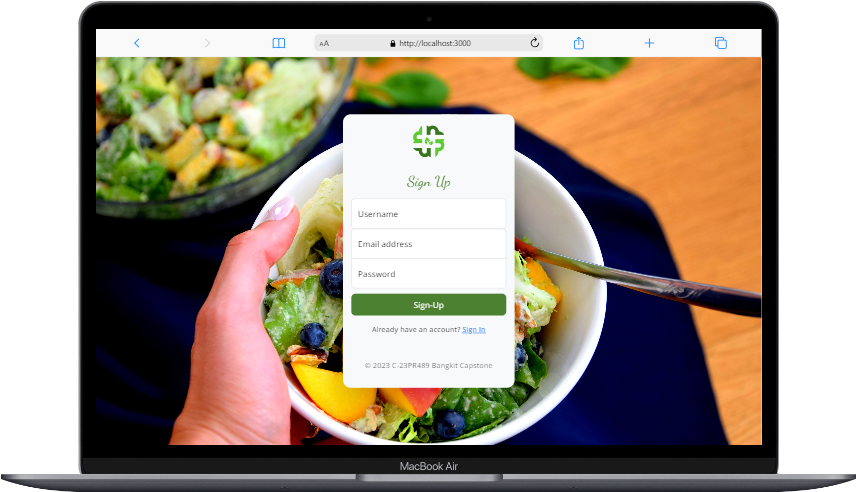 AA
http://localhost:3000
Sign Up
Username
Email address
Password
Sign-Up
Already have an account? Sign In
© 2023 C-23PR489 Bangkit Capstone
MacBook Air